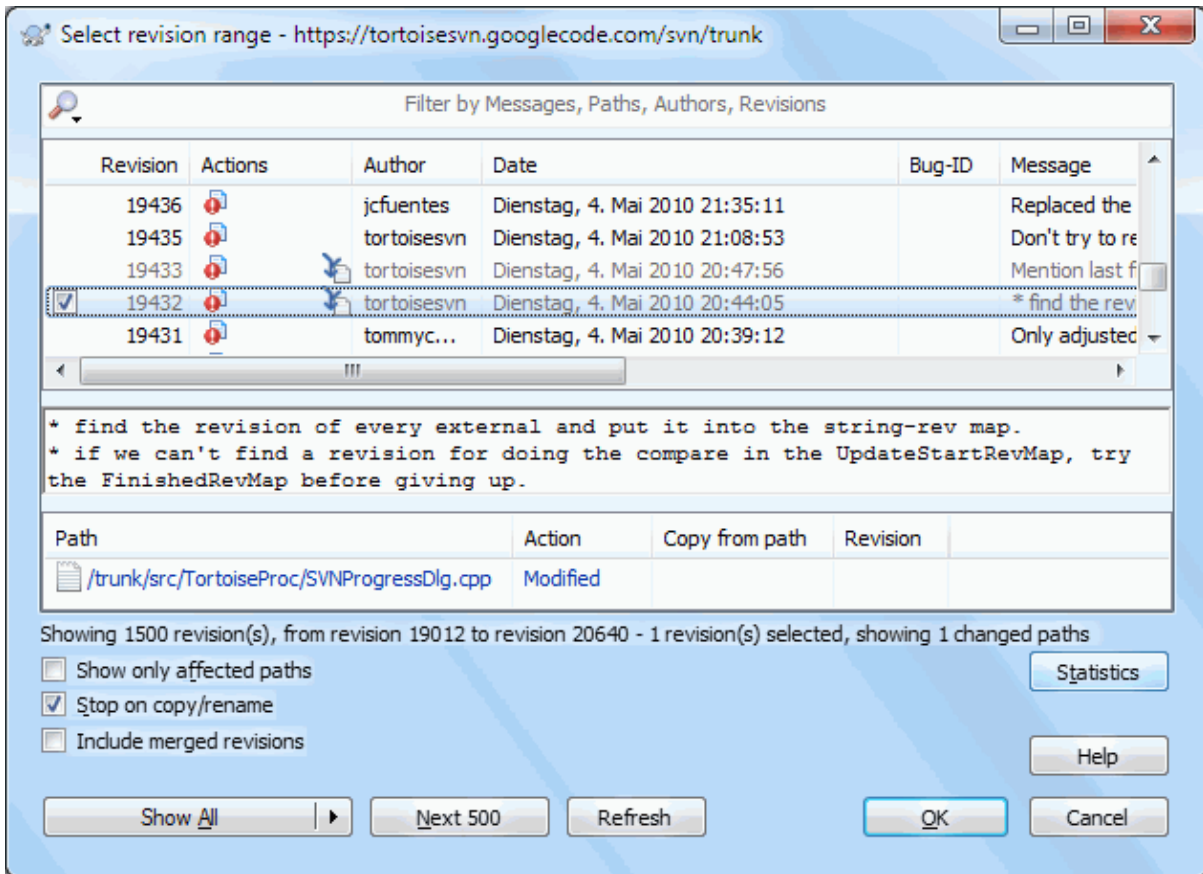 Select revision range - https://tortoisesvn.googlecode.com/svn/trunk
Filter by Messages, Paths, Authors, Revisions
Revision Actions Author Date Bug-ID Message
19436 jcfuentes Dienstag, 4. Mai 2010 21:35:11 Replaced the
19435 tortoisesvn Dienstag, 4. Mai 2010 21:08:53 Don't try to re
19433 tortoisesvn Dienstag, 4. Mai 2010 20:47:56 Mention last f
19432 tortoisesvn Dienstag, 4. Mai 2010 20:44:05 * find the rev
19431 tommyc... Dienstag, 4. Mai 2010 20:39:12 Only adjusted
* find the revision of every external and put it into the string-rev map.
* if we can't find a revision for doing the compare in the UpdateStartRevMap, try
the FinishedRevMap before giving up.
Path Action Copy from path Revision
/trunk/src/TortoiseProc/SVNProgressDlg.cpp Modified
Showing 1500 revision(s), from revision 19012 to revision 20640 - 1 revision(s) selected, showing 1 changed paths
Show only affected paths
Statistics
Stop on copy/rename
Include merged revisions
Help
Show All Next 500 Refresh OK Cancel